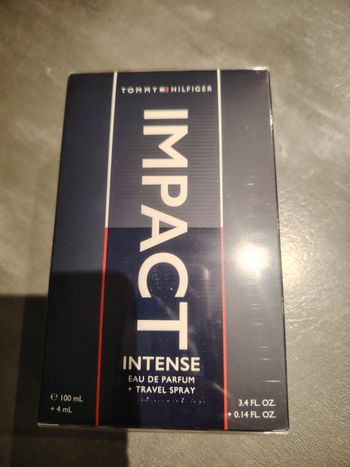 TOMMY HILFIGER
IMPACT
INTENSE
EAU DE PARFUM
+ TRAVEL SPRAY
℮ 100 mL
+ 4 mL
3.4 FL. OZ.
+ 0.14 FL. OZ.